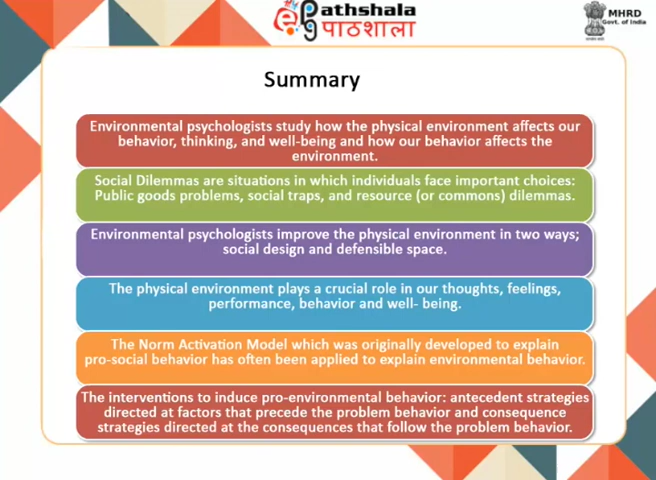 Pathshala
पाठशाला
MHRD
Govt. of India
Summary
Environmental psychologists study how the physical environment affects our
behavior, thinking, and well-being and how our behavior affects the
environment.
Social Dilemmas are situations in which individuals face important choices:
Public goods problems, social traps, and resource (or commons) dilemmas.
Environmental psychologists improve the physical environment in two ways;
social design and defensible space.
The physical environment plays a crucial role in our thoughts, feelings,
performance, behavior and well- being.
The Norm Activation Model which was originally developed to explain
pro-social behavior has often been applied to explain environmental behavior.
The interventions to induce pro-environmental behavior: antecedent strategies
directed at factors that precede the problem behavior and consequence
strategies directed at the consequences that follow the problem behavior.